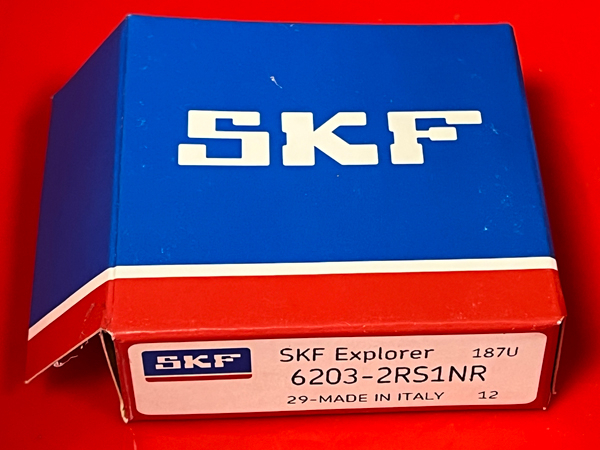 SKF
SKF
SKF Explorer 187U
6203-2RS1NR
29-MADE IN ITALY 12